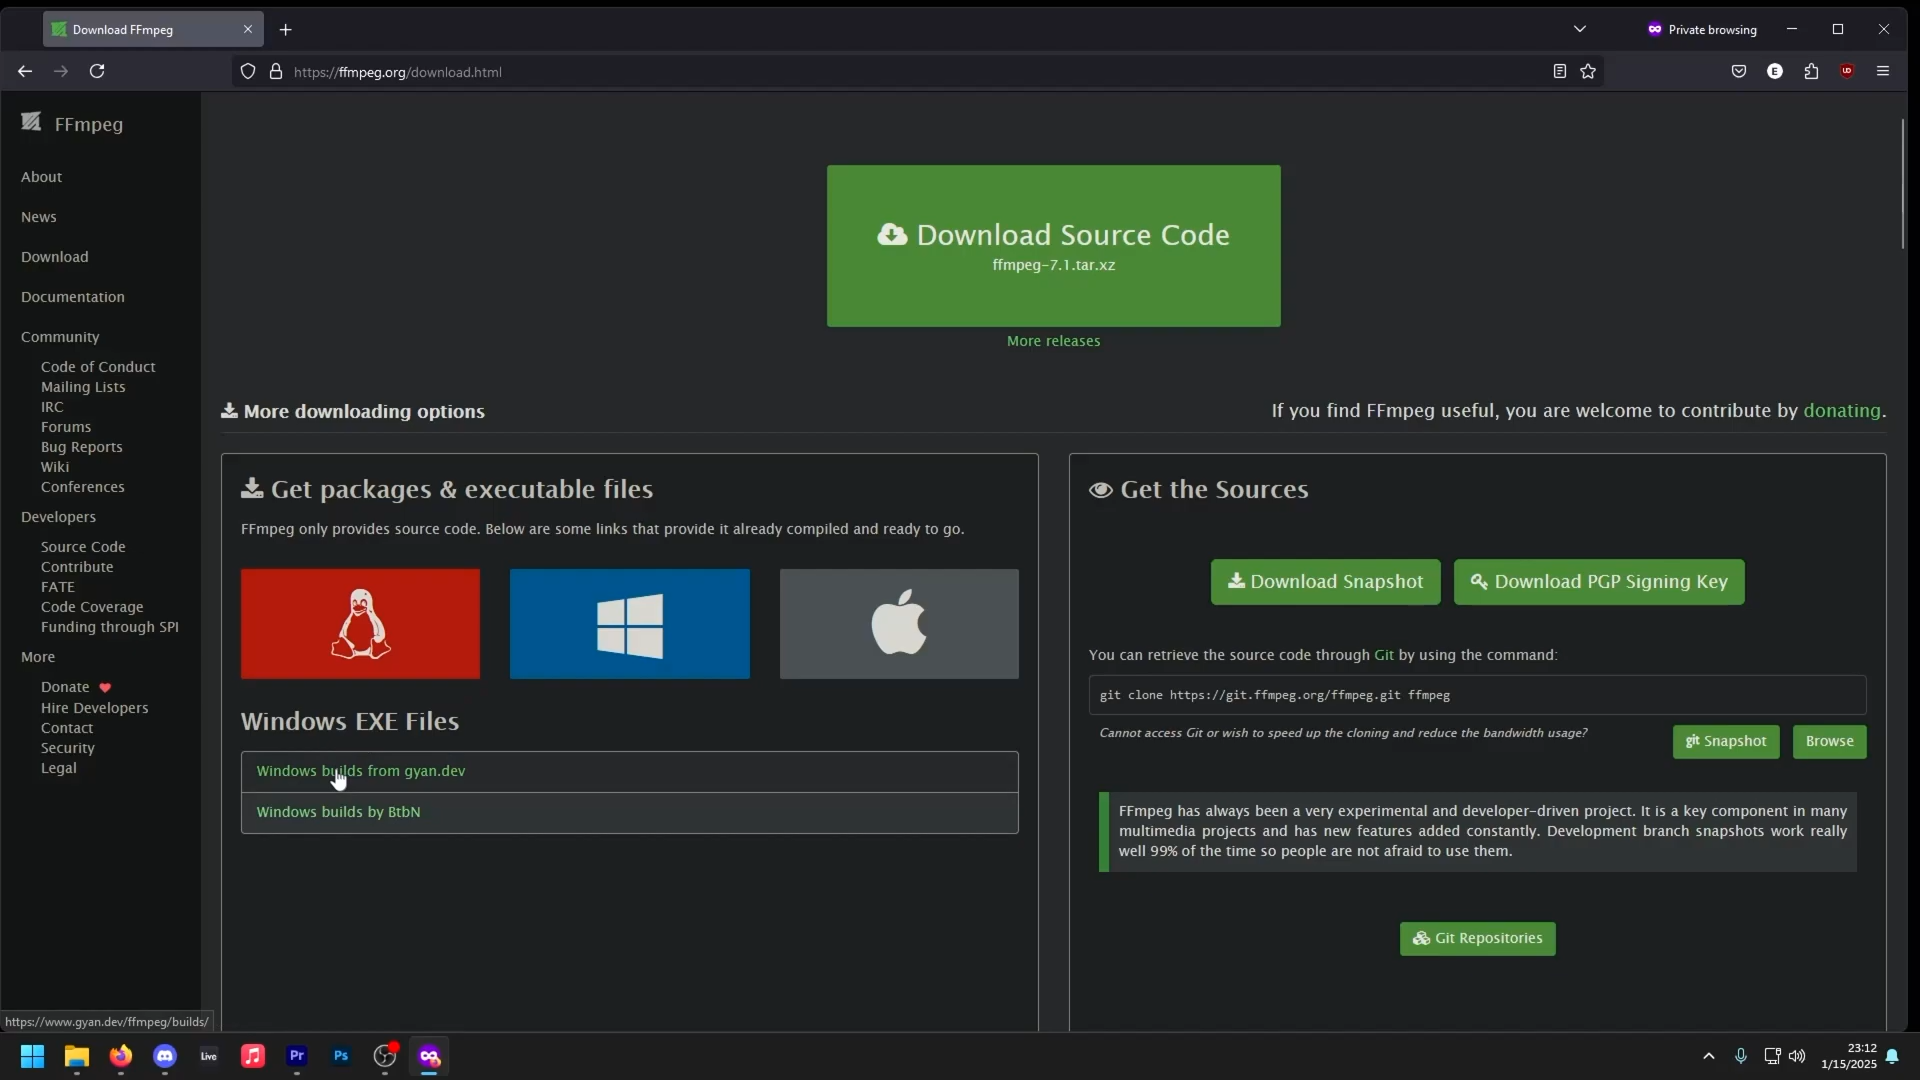 Download FFmpeg
Private browsing
https://ffmpeg.org/download.html
E
FFmpeg
About
News
Download
Documentation
Community
Code of Conduct
Mailing Lists
IRC
Forums
Bug Reports
Wiki
Conferences
Developers
Source Code
Contribute
FATE
Code Coverage
Funding through SPI
More
Donate
Hire Developers
Contact
Security
Legal
Download Source Code
ffmpeg-7.1.tar.xz
More releases
More downloading options
If you find FFmpeg useful, you are welcome to contribute by donating.
Get packages & executable files
FFmpeg only provides source code. Below are some links that provide it already compiled and ready to go.
Windows EXE Files
Windows builds from gyan.dev
Windows builds by BtbN
Get the Sources
Download Snapshot
Download PGP Signing Key
You can retrieve the source code through Git by using the command:
git clone https://git.ffmpeg.org/ffmpeg.git ffmpeg
Cannot access Git or wish to speed up the cloning and reduce the bandwidth usage?
git Snapshot
Browse
FFmpeg has always been a very experimental and developer-driven project. It is a key component in many
multimedia projects and has new features added constantly. Development branch snapshots work really
well 99% of the time so people are not afraid to use them.
Git Repositories
https://www.gyan.dev/ffmpeg/builds/
Live
Pr
Ps
23:12
1/15/2025